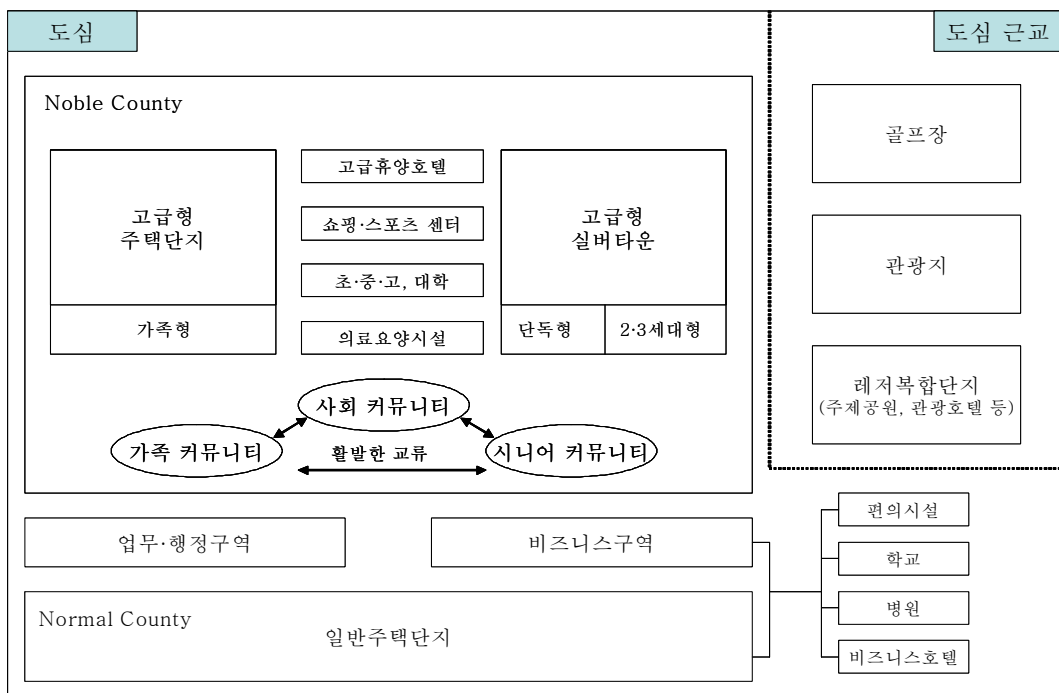 도심
도심 근교
Noble County
고급형
주택단지
가족형
고급휴양호텔
쇼핑·스포츠 센터
초·중·고, 대학
의료요양시설
고급형
실버타운
단독형
2·3세대형
사회 커뮤니티
가족 커뮤니티
활발한 교류
시니어 커뮤니티
골프장
관광지
레저복합단지
(주제공원, 관광호텔 등)
업무·행정구역
비즈니스구역
Normal County
일반주택단지
편의시설
학교
병원
비즈니스호텔